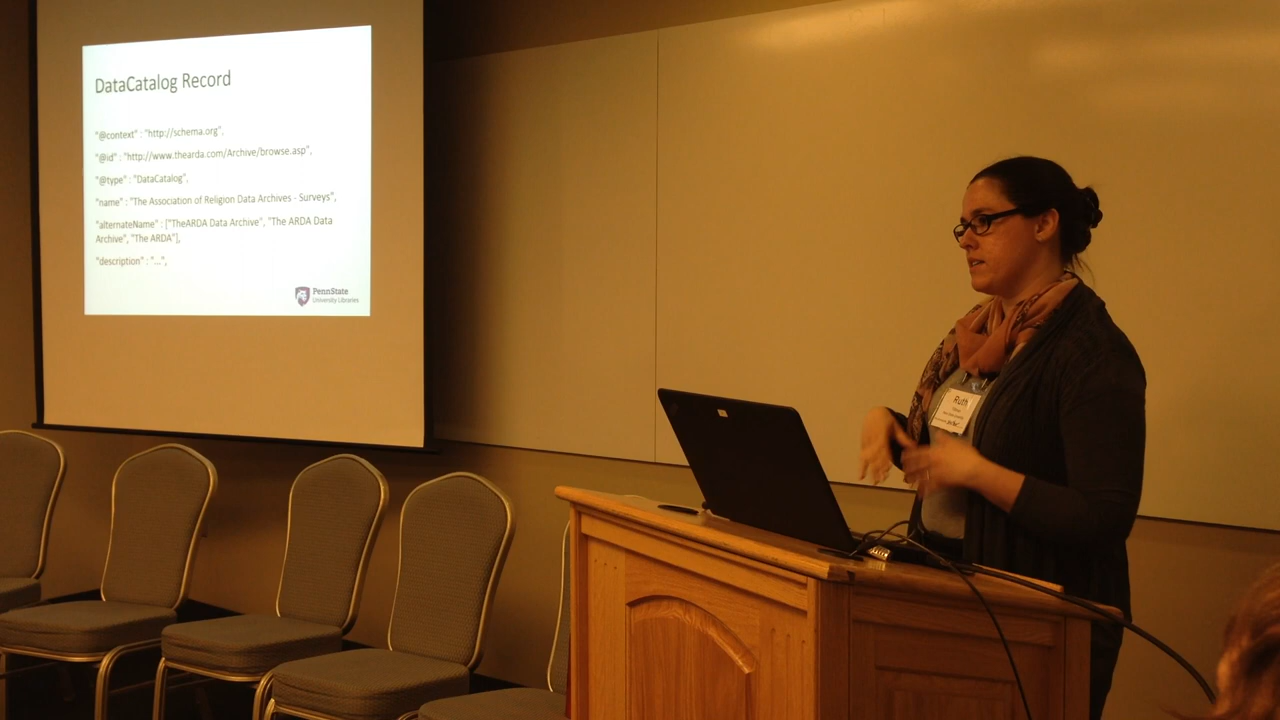 DataCatalog Record
"@context" : "http://schema.org",
"@id" : "http://www.thearda.com/Archive/browse.asp",
"@type" : "DataCatalog",
"name" : "The Association of Religion Data Archives - Surveys",
"alternateName" : ["TheARDA Data Archive", "The ARDA Data
Archive", "The ARDA"],
"description" : "...",
PennState
University Libraries
Ruth